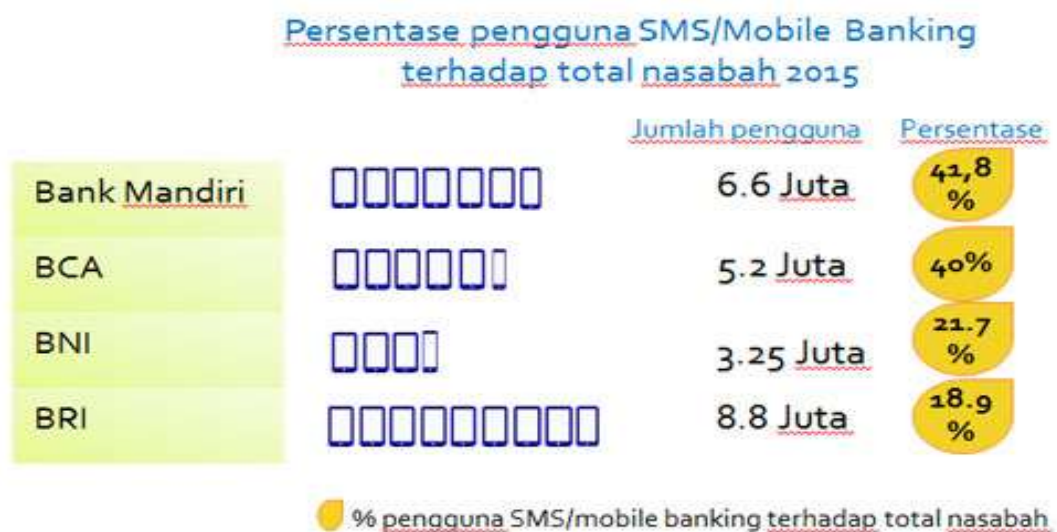 Persentase pengguna SMS/Mobile Banking
terhadap total nasabah 2015
Jumlah pengguna Persentase
Bank Mandiri 6.6 Juta 41,8 %
BCA 5.2 Juta 40%
BNI 3.25 Juta 21.7 %
BRI 8.8 Juta 18.9 %
% pengguna SMS/mobile banking terhadap total nasabah